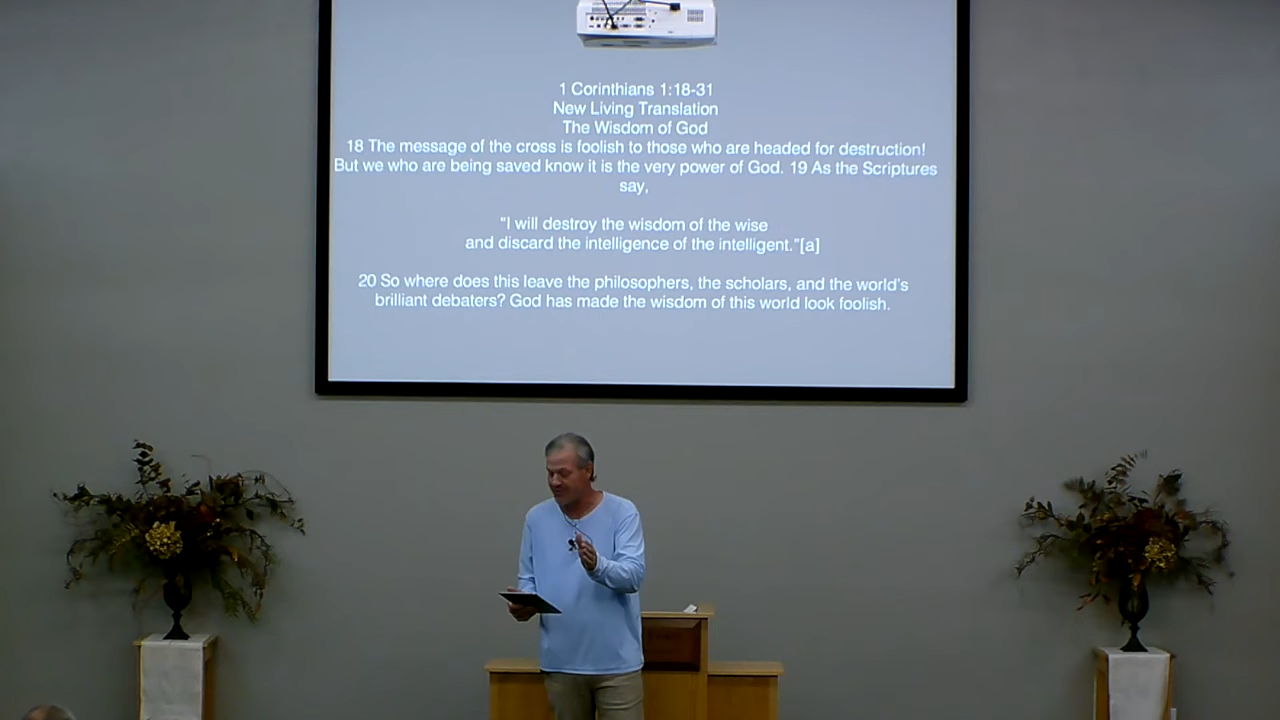 1 Corinthians 1:18-31
New Living Translation
The Wisdom of God
18 The message of the cross is foolish to those who are headed for destruction!
But we who are being saved know it is the very power of God. 19 As the Scriptures
say,
"I will destroy the wisdom of the wise
and discard the intelligence of the intelligent."[a]
20 So where does this leave the philosophers, the scholars, and the world's
brilliant debaters? God has made the wisdom of this world look foolish.